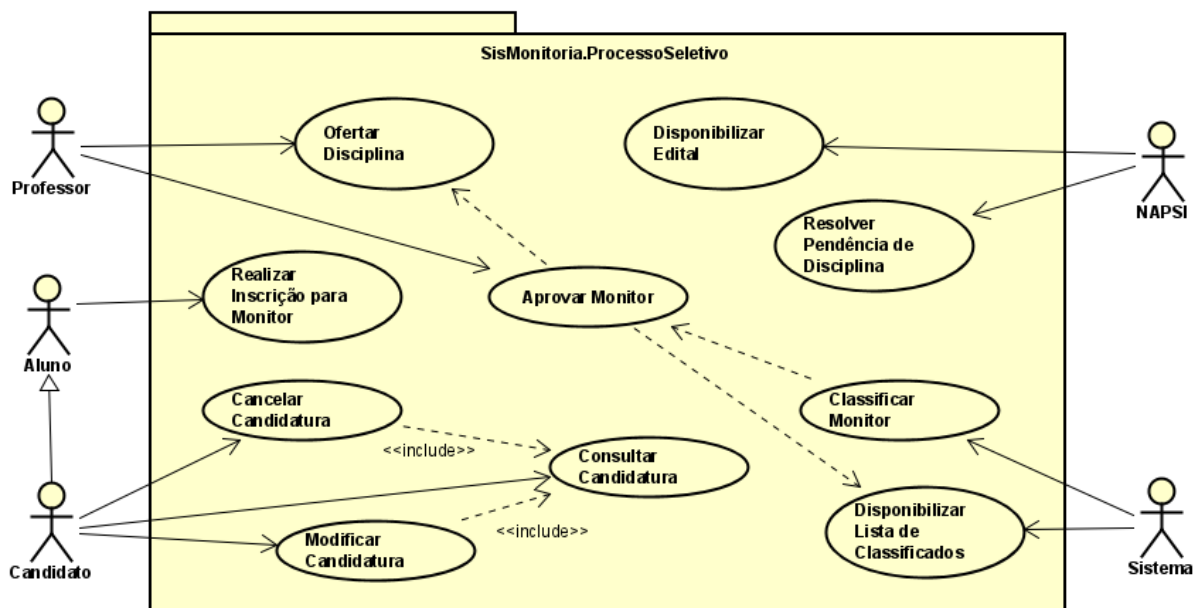 SisMonitoria.ProcessoSeletivo
Ofertar
Disciplina
Disponibilizar
Edital
Professor
NAPSI
Resolver
Pendência de
Disciplina
Realizar
Inscrição para
Monitor
Aprovar Monitor
Aluno
Cancelar
Candidatura
Classificar
Monitor
<<include>>
Consultar
Candidatura
Disponibilizar
Lista de
Classificados
<<include>>
Modificar
Candidatura
Candidato
Sistema